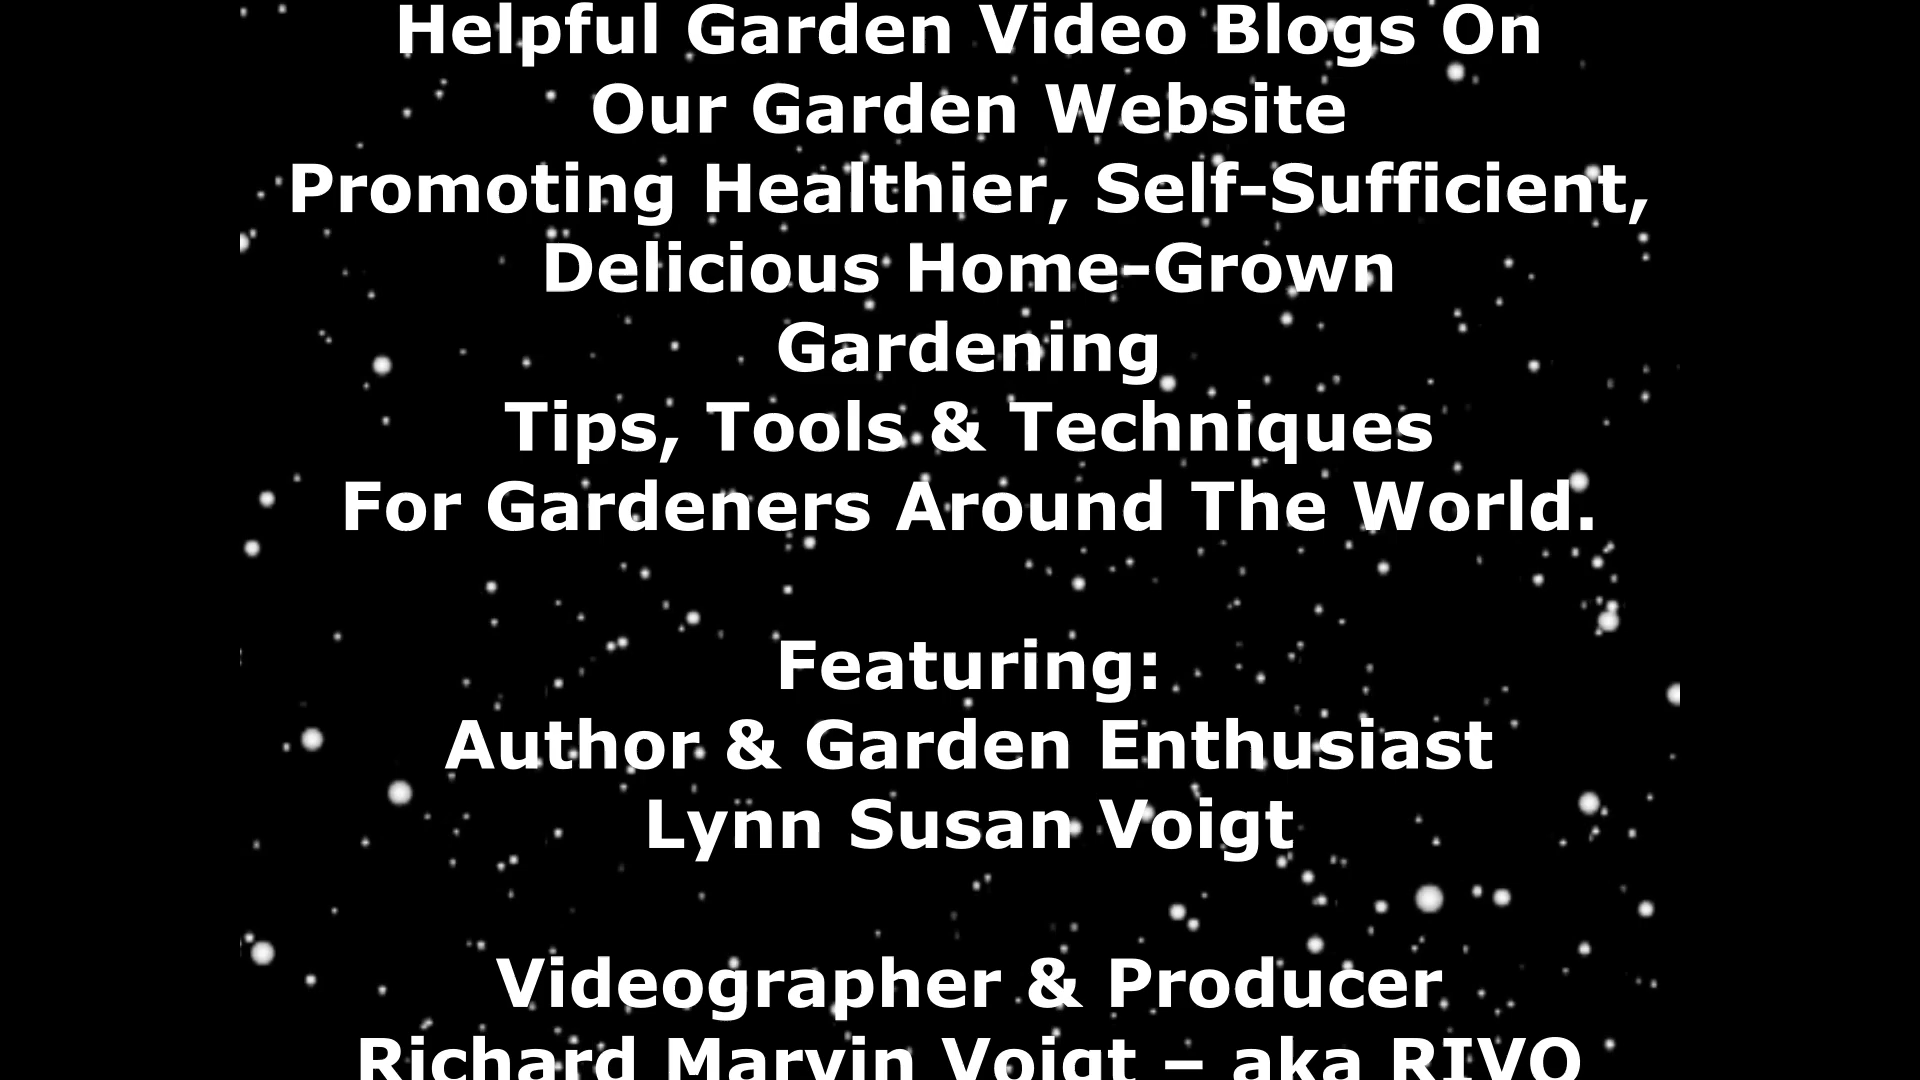 Helpful Garden Video Blogs On
Our Garden Website
Promoting Healthier, Self-Sufficient,
Delicious Home-Grown
Gardening
Tips, Tools & Techniques
For Gardeners Around The World.
Featuring:
Author & Garden Enthusiast
Lynn Susan Voigt
Videographer & Producer
Richard Marvin Voigt – aka RIVO